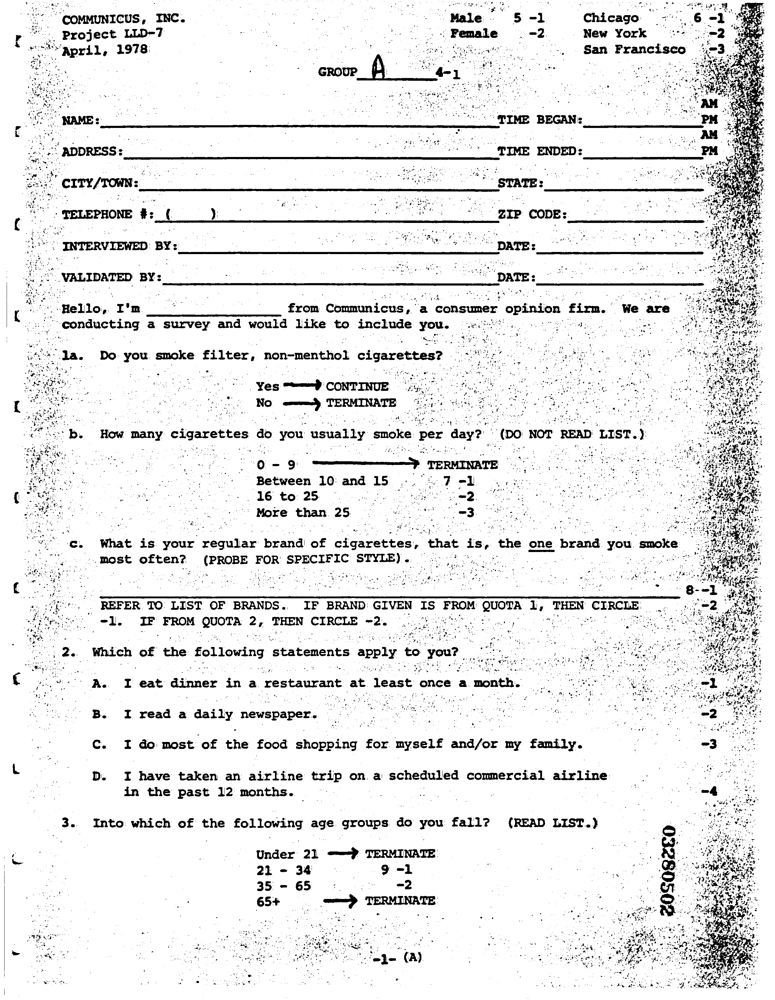 COMMUNICUS, INC. Male 5 -1 Chicago 6 -1
Project LLD-7 Female -2 New York -2
April, 1978 San Francisco -3
GROUP A 4-1
AM
NAME: TIME BEGAN: PM
AM
ADDRESS: TIME ENDED: PM
CITY/TOWN: STATE:
TELEPHONE #: ( ) ZIP CODE:
INTERVIEWED BY: DATE:
VALIDATED BY: DATE:
Hello, I'm from Communicus, a consumer opinion firm. We are
conducting a survey and would like to include you.
1a. Do you smoke filter, non-menthol cigarettes?
Yes → CONTINUE
No → TERMINATE
b. How many cigarettes do you usually smoke per day? (DO NOT READ LIST.)
0 - 9 → TERMINATE
Between 10 and 15 7 -1
16 to 25 -2
More than 25 -3
c. What is your regular brand of cigarettes, that is, the one brand you smoke
most often? (PROBE FOR SPECIFIC STYLE).
8--1
REFER TO LIST OF BRANDS. IF BRAND GIVEN IS FROM QUOTA 1, THEN CIRCLE -2
-1. IF FROM QUOTA 2, THEN CIRCLE -2.
2. Which of the following statements apply to you?
A. I eat dinner in a restaurant at least once a month. -1
B. I read a daily newspaper. -2
C. I do most of the food shopping for myself and/or my family. -3
D. I have taken an airline trip on a scheduled commercial airline
in the past 12 months. -4
3. Into which of the following age groups do you fall? (READ LIST.)
Under 21 → TERMINATE
21 - 34 9 -1
35 - 65 -2
65+ → TERMINATE
03280502
-1- (A)